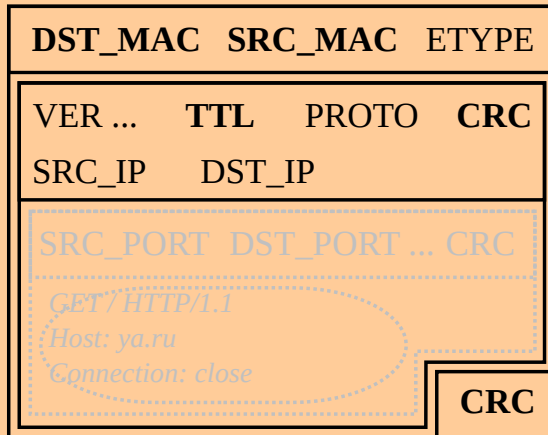 DST_MAC SRC_MAC ETYPE
VER ... TTL PROTO CRC
SRC_IP DST_IP
SRC_PORT DST_PORT ... CRC
GET / HTTP/1.1
Host: ya.ru
Connection: close
CRC